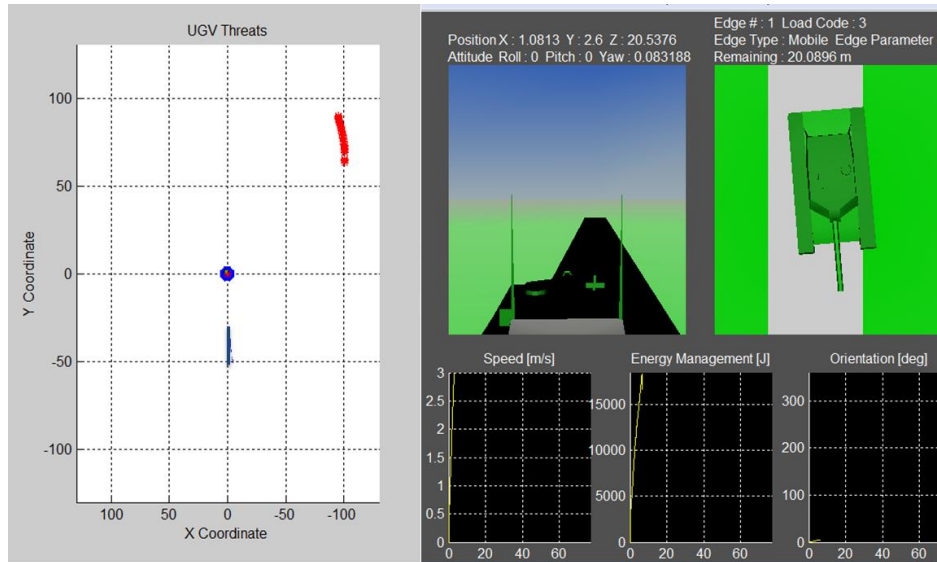 UGV Threats
Y Coordinate
100
50
0
-50
-100
100 50 0 -50 -100
X Coordinate
Position X : 1.0813 Y : 2.6 Z : 20.5376
Attitude Roll : 0 Pitch : 0 Yaw : 0.083188
Edge # : 1 Load Code : 3
Edge Type : Mobile Edge Parameter
Remaining : 20.0896 m
Speed [m/s]
3
2.5
2
1.5
1
0.5
0
0 20 40 60
Energy Management [J]
15000
10000
5000
0
0 20 40 60
Orientation [deg]
300
200
100
0
0 20 40 60